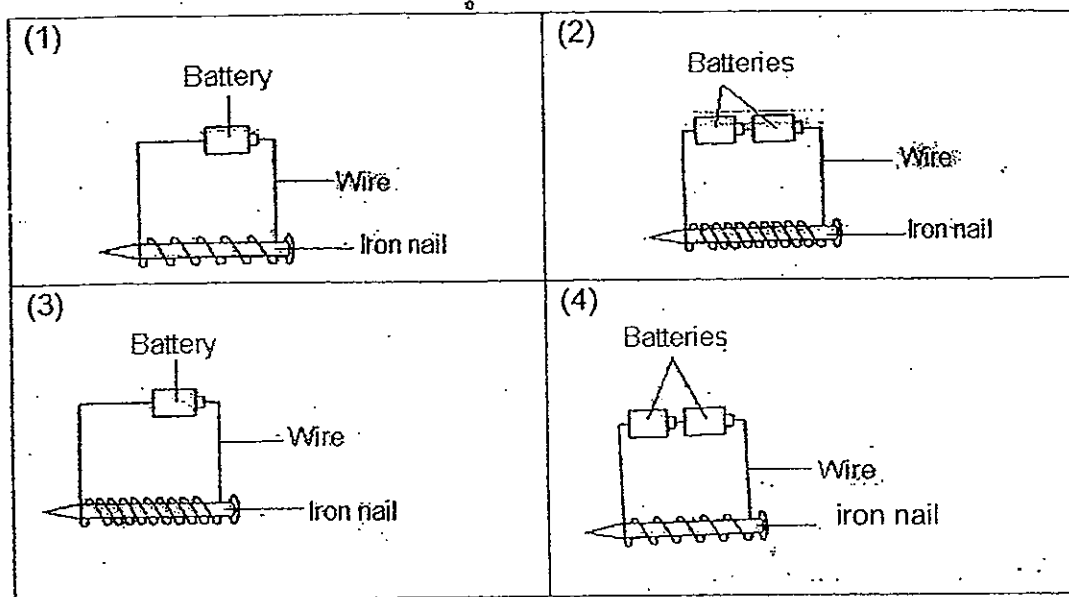 (1)
Battery
Wire
Iron nail
(2)
Batteries
Wire
Iron nail
(3)
Battery
Wire
Iron nail
(4)
Batteries
Wire
iron nail